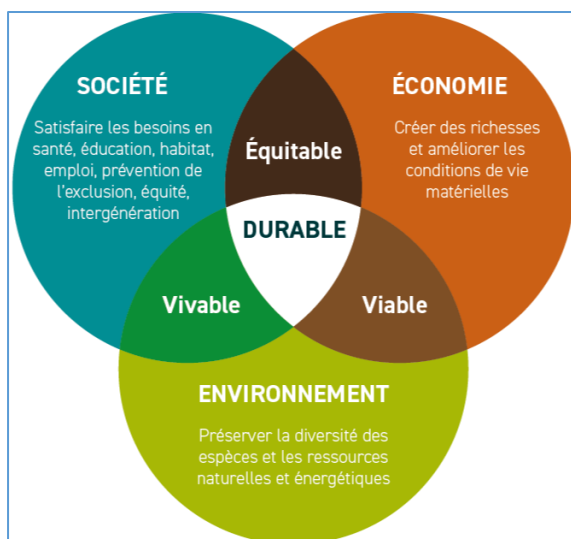 SOCIÉTÉ
Satisfaire les besoins en
santé, éducation, habitat,
emploi, prévention de
l'exclusion, équité,
intergénération
ÉCONOMIE
Créer des richesses
et améliorer les
conditions de vie
matérielles
Équitable
DURABLE
Vivable
Viable
ENVIRONNEMENT
Préserver la diversité des
espèces et les ressources
naturelles et énergétiques